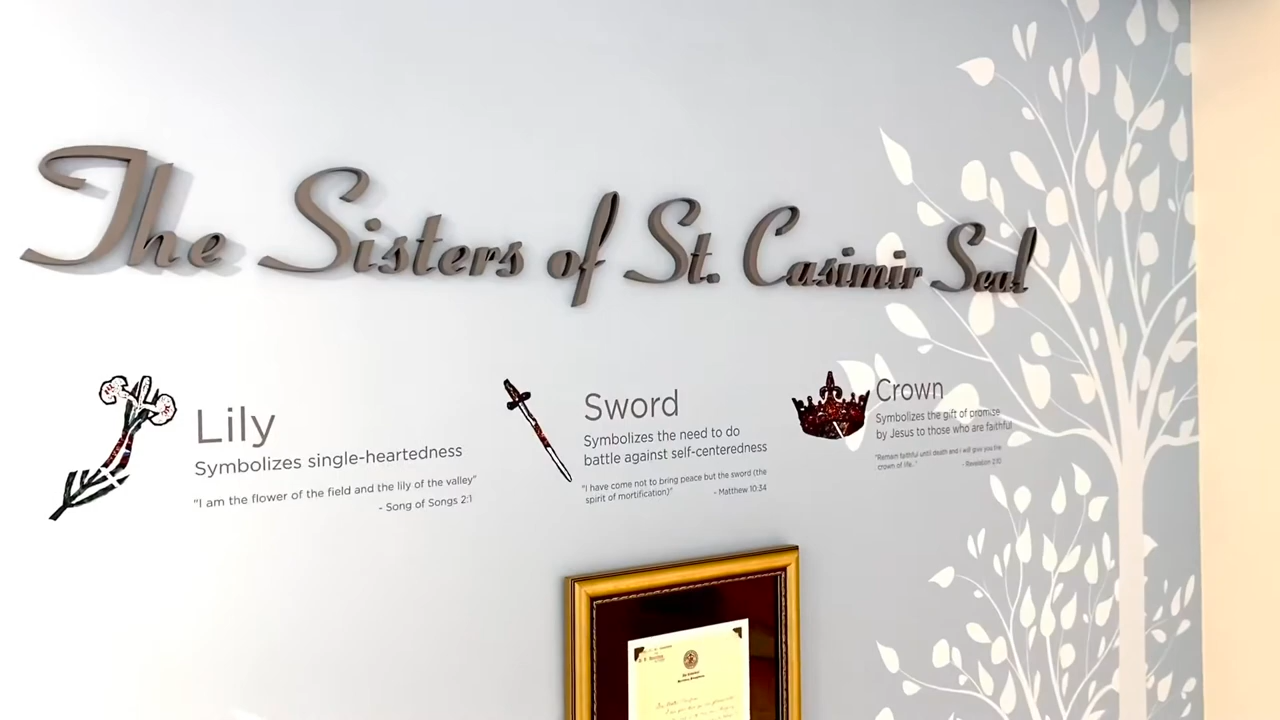 The Sisters of St. Casimir Seal
Lily
Symbolizes single-heartedness
"I am the flower of the field and the lily of the valley"
- Song of Songs 2:1
Sword
Symbolizes the need to do
battle against self-centeredness
"I have come not to bring peace but the sword (the
spirit of mortification)"
- Matthew 10:34
Crown
Symbolizes the gift of promise
by Jesus to those who are faithful
"Remain faithful until death and I will give you the
crown of life..."
- Revelation 2:10